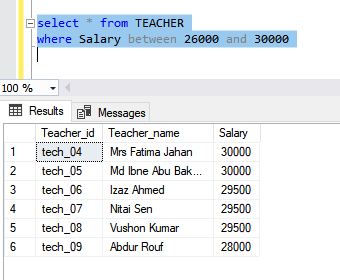 select * from TEACHER
where Salary between 26000 and 30000
100 %
Results Messages
Teacher_id Teacher_name Salary
1 tech_04 Mrs Fatima Jahan 30000
2 tech_05 Md Ibne Abu Bak... 30000
3 tech_06 Izaz Ahmed 29500
4 tech_07 Nitai Sen 29500
5 tech_08 Vushon Kumar 29500
6 tech_09 Abdur Rouf 28000